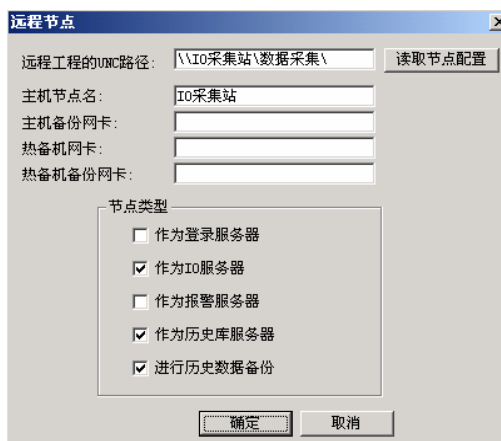 远程节点
远程工程的UNC路径: \\IO采集站\数据采集\ 读取节点配置
主机节点名: IO采集站
主机备份网卡:
热备机网卡:
热备机备份网卡:
节点类型
作为登录服务器
作为IO服务器
作为报警服务器
作为历史库服务器
进行历史数据备份
确定 取消